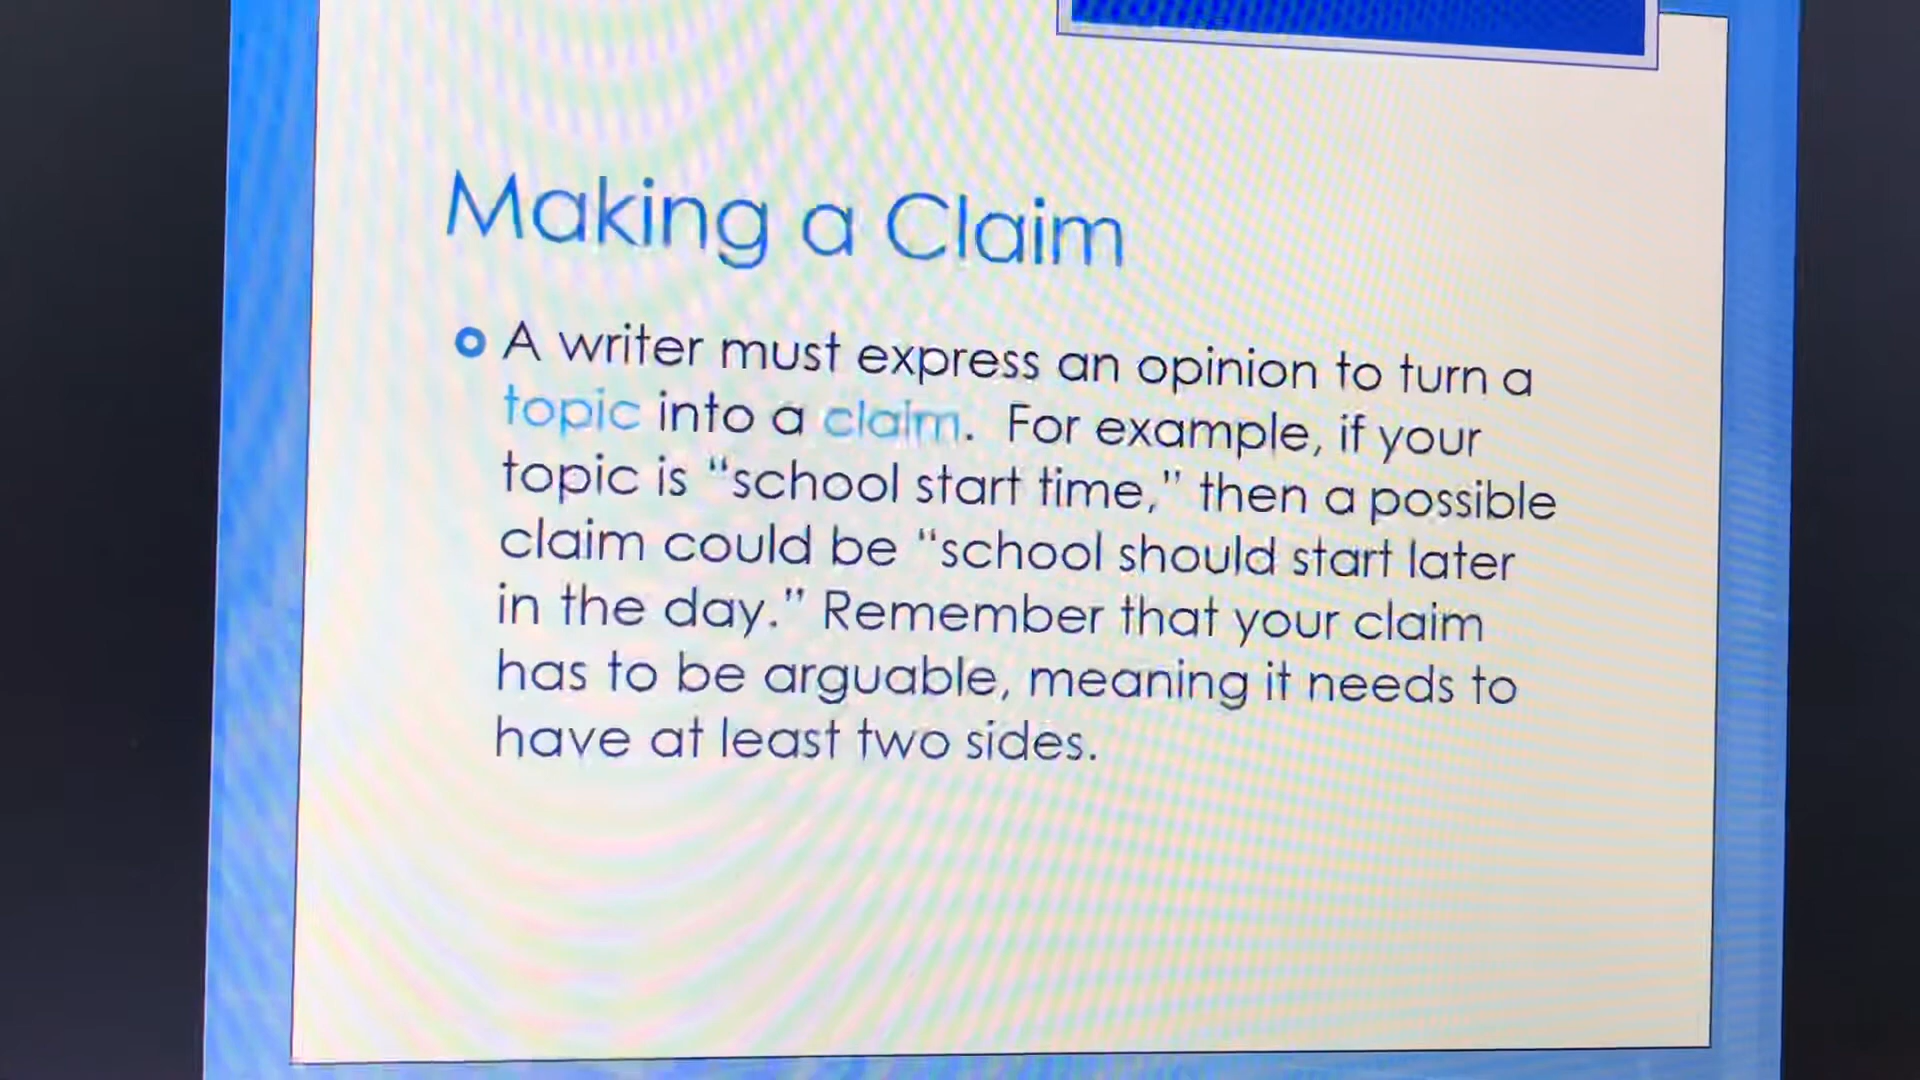 Making a Claim
A writer must express an opinion to turn a
topic into a claim. For example, if your
topic is “school start time,” then a possible
claim could be “school should start later
in the day.” Remember that your claim
has to be arguable, meaning it needs to
have at least two sides.